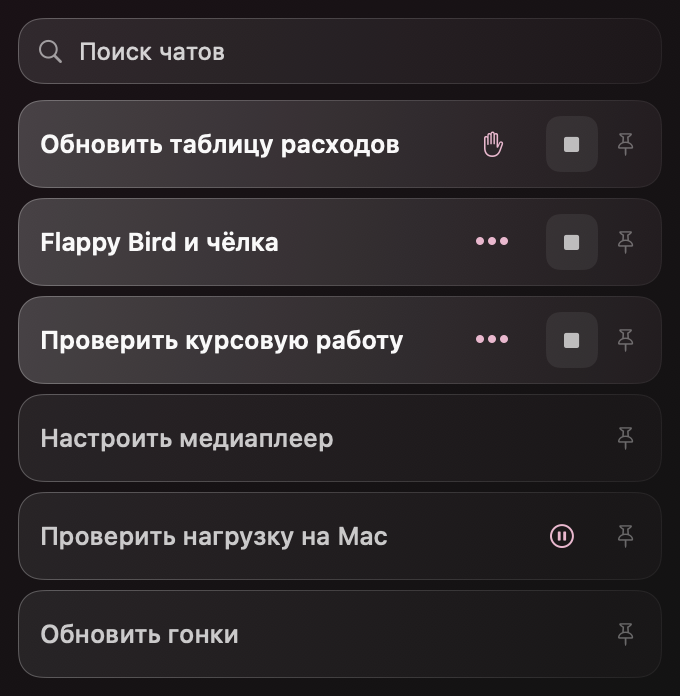 Поиск чатов
Обновить таблицу расходов
Flappy Bird и чёлка
Проверить курсовую работу
Настроить медиаплеер
Проверить нагрузку на Mac
Обновить гонки